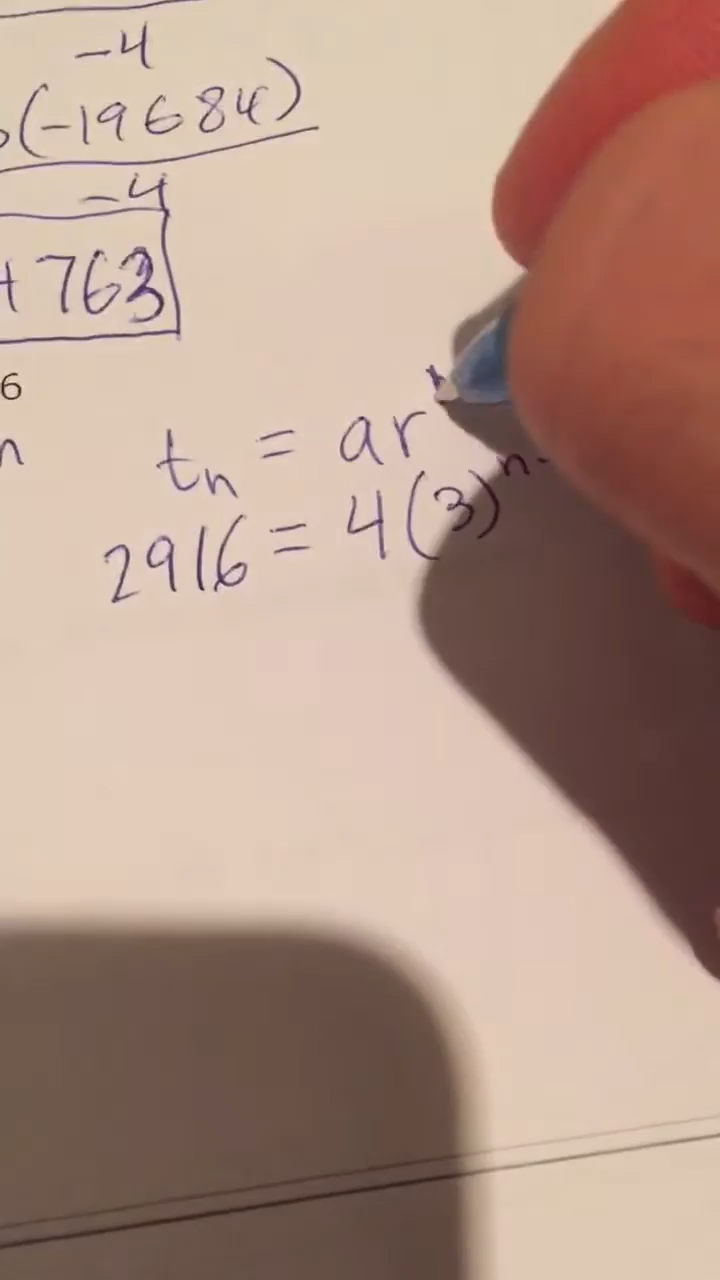 -4
(-19684)
-4
+763
6
n
tn = ar
2916 = 4(3)^n-